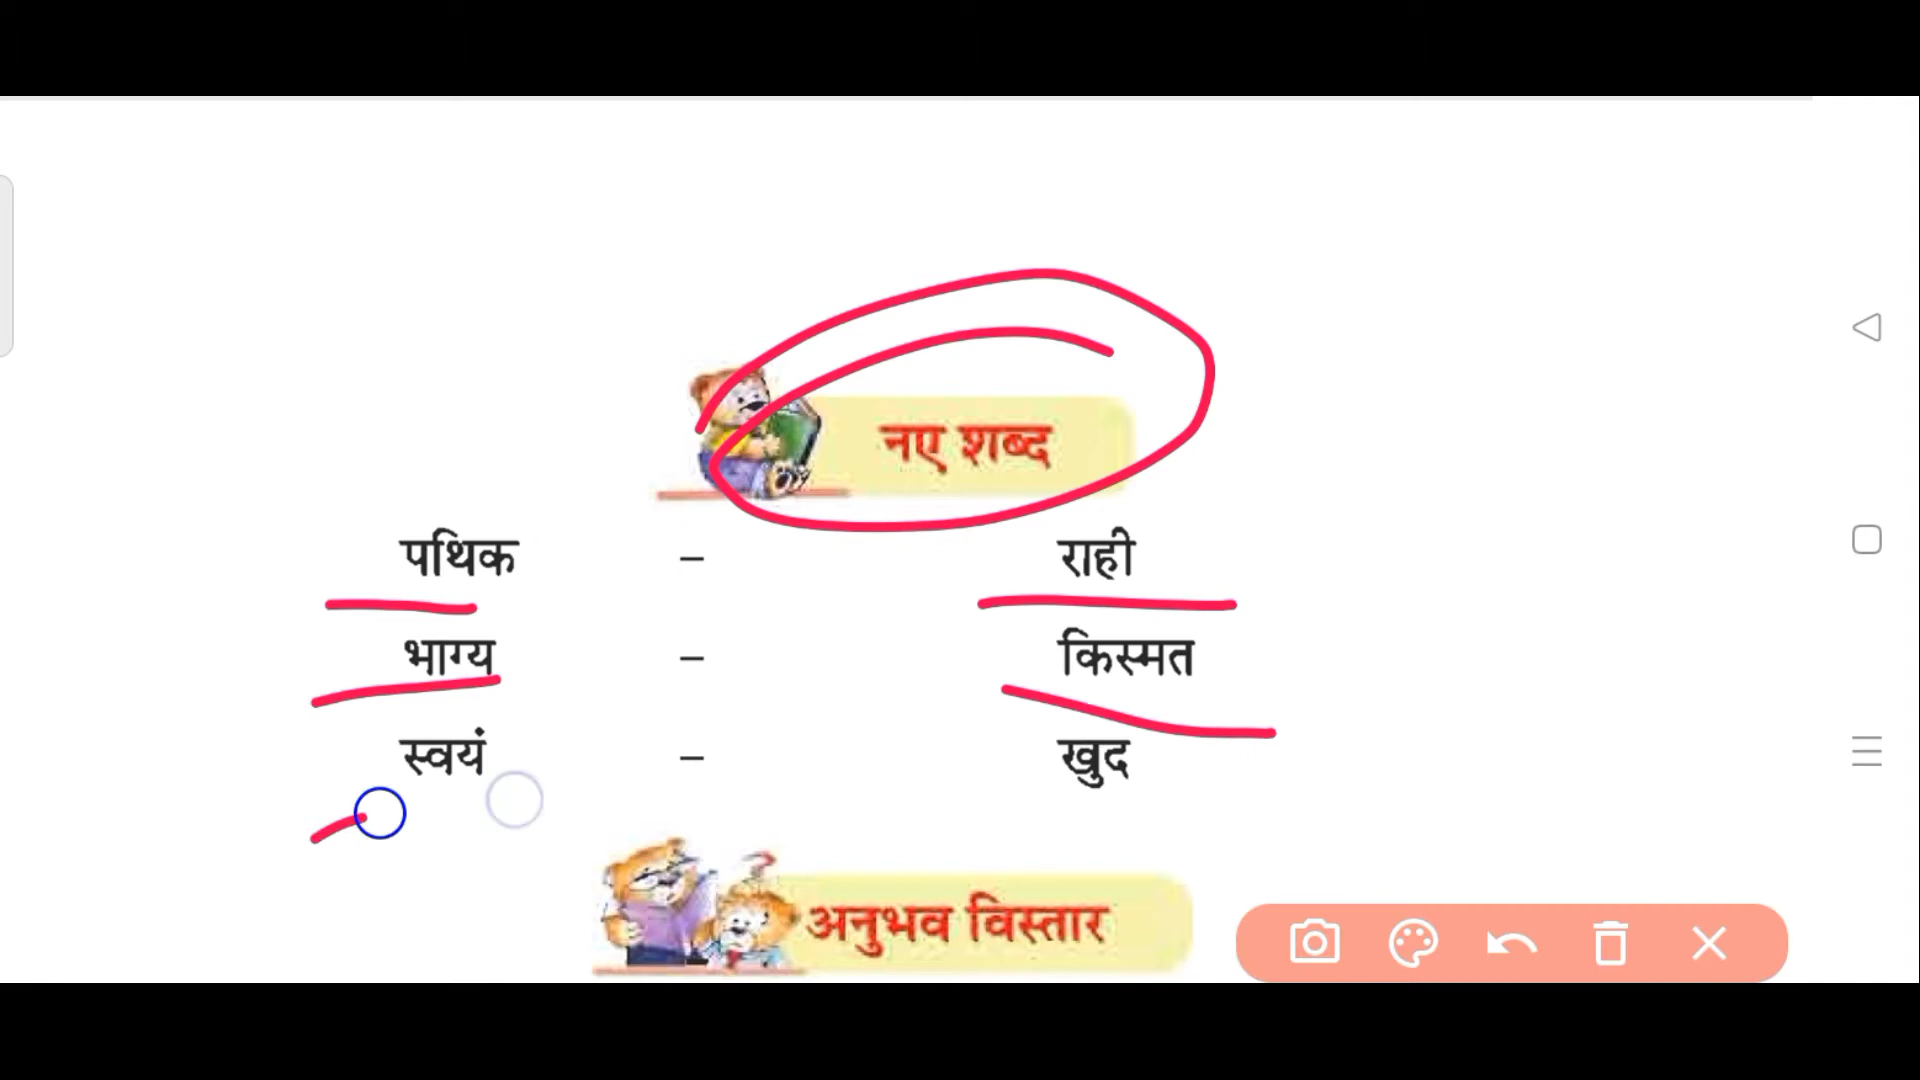 नए शब्द
पथिक – राही
भाग्य – किस्मत
स्वयं – खुद
अनुभव विस्तार